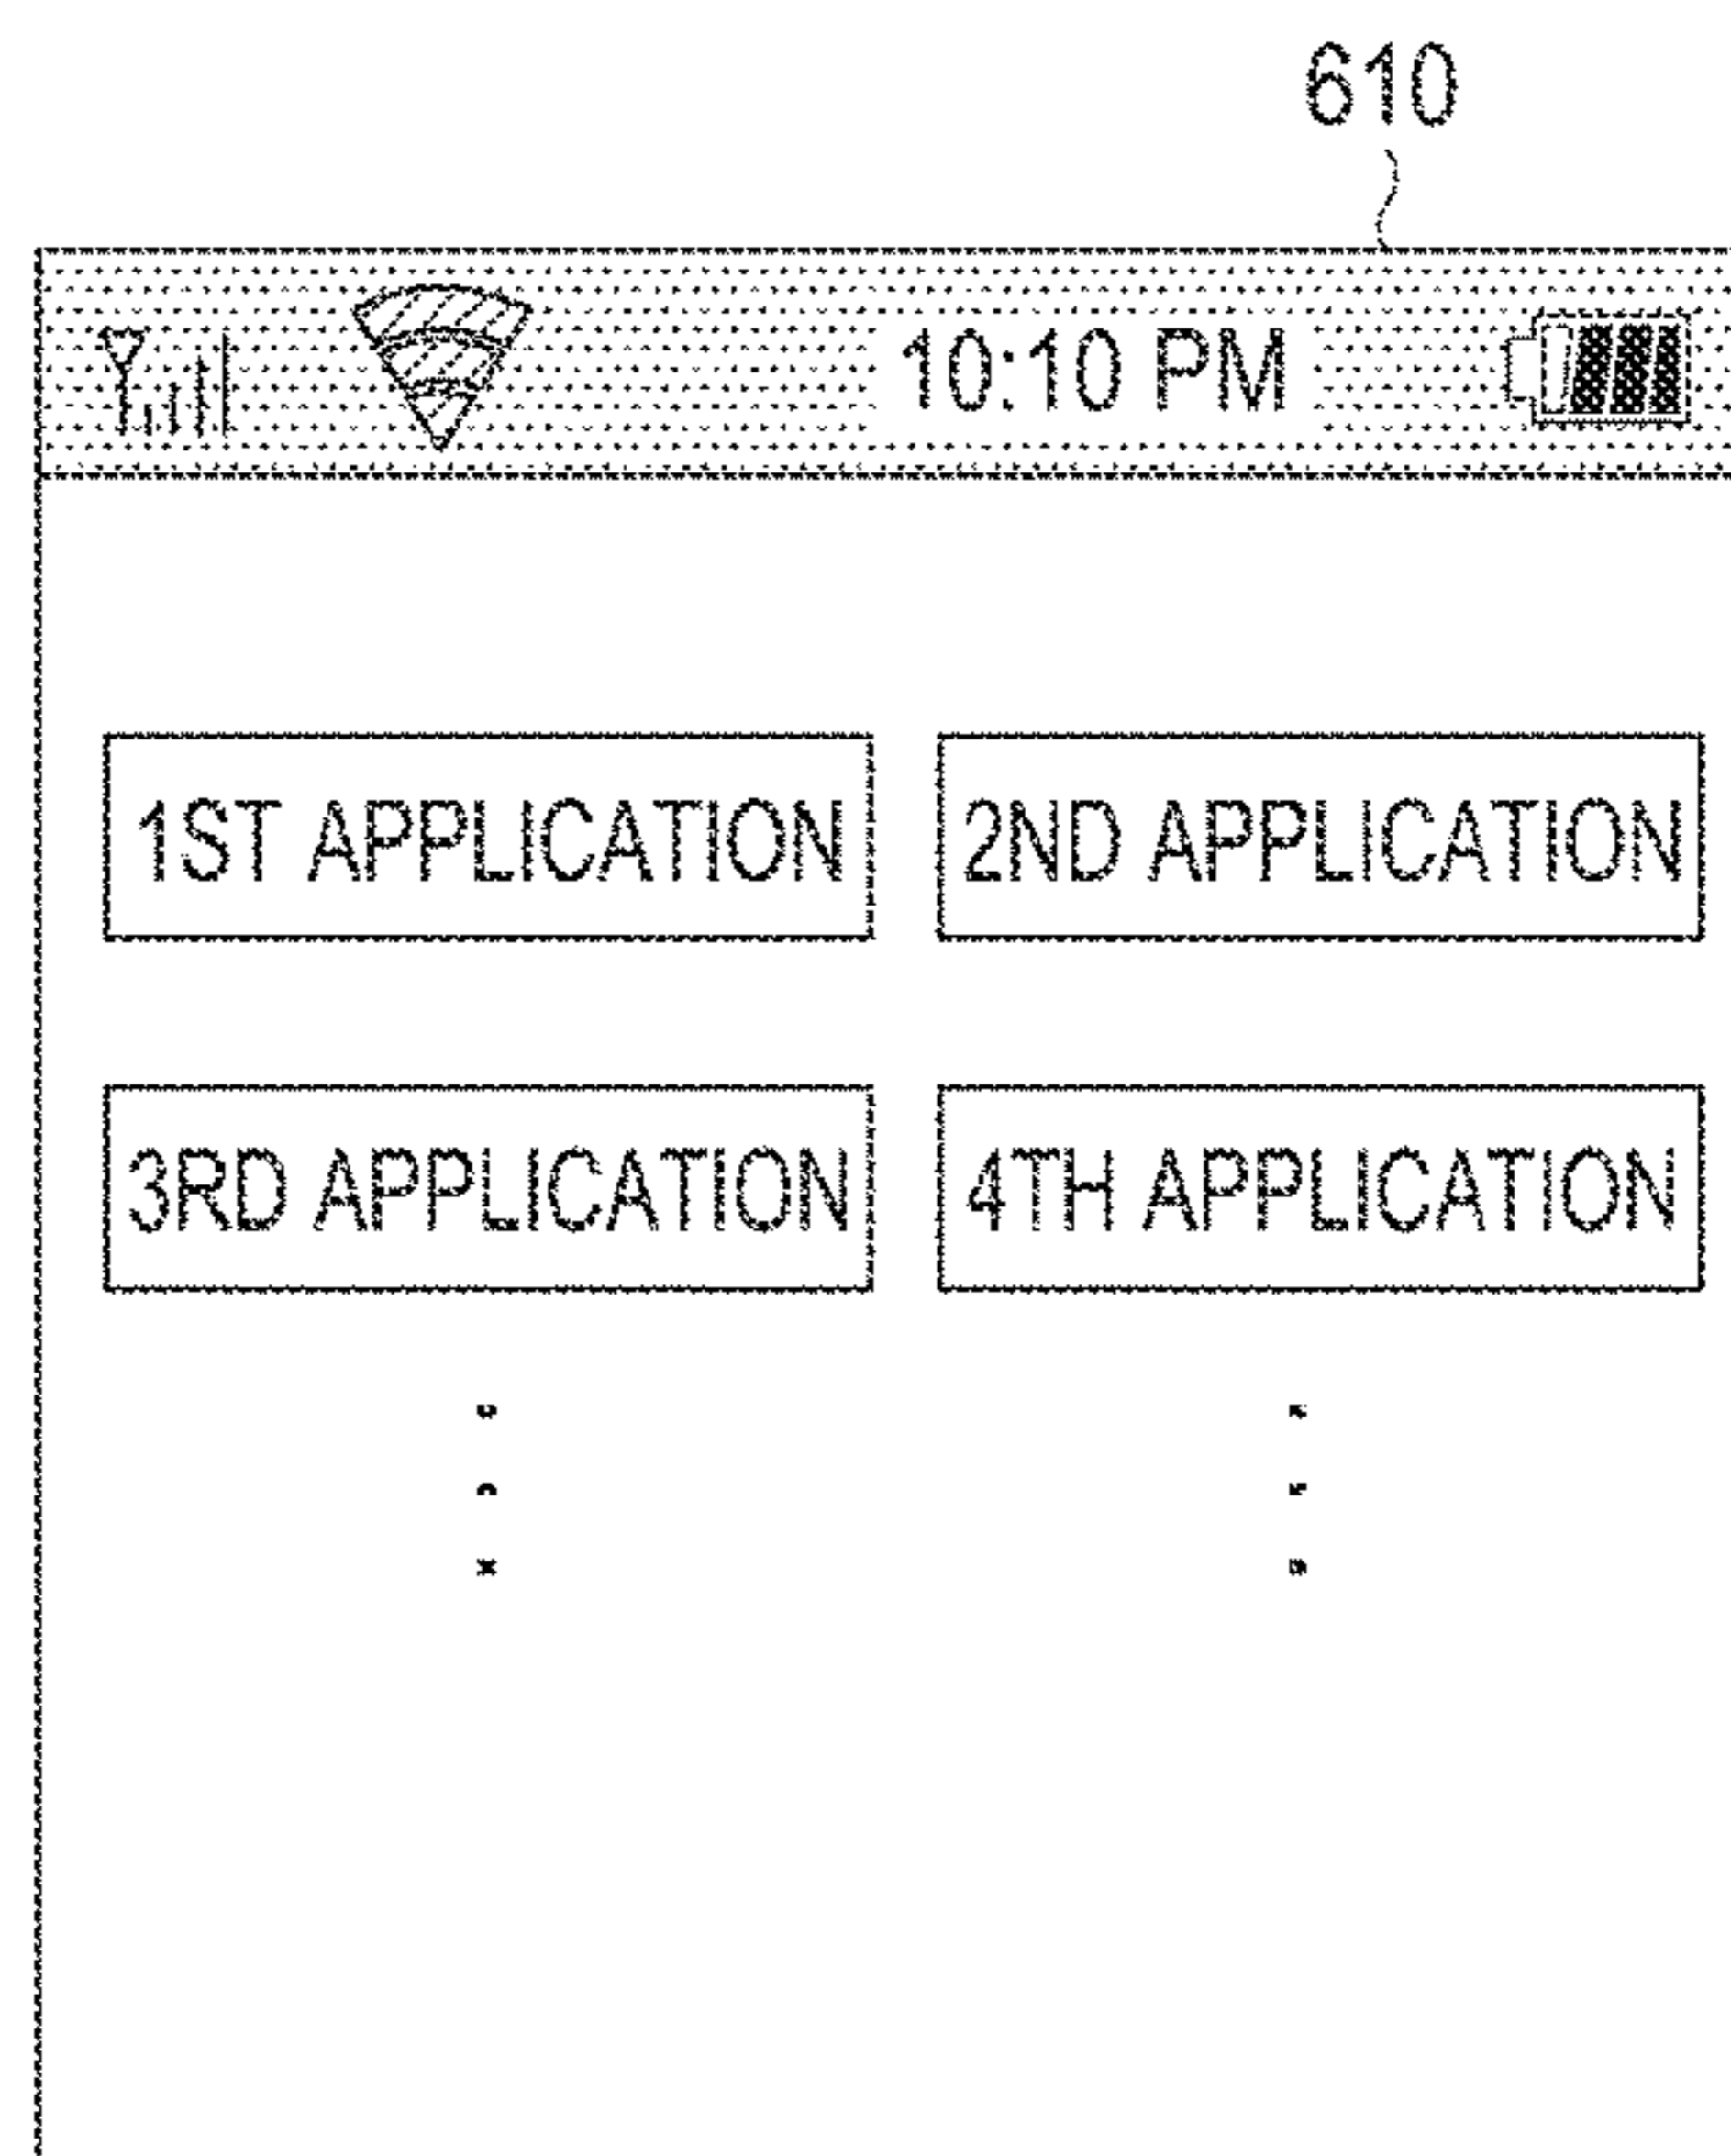 610
10:10 PM
1ST APPLICATION 2ND APPLICATION
3RD APPLICATION 4TH APPLICATION